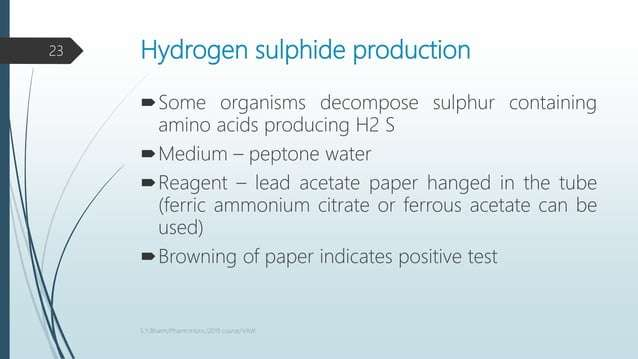 23
Hydrogen sulphide production
Some organisms decompose sulphur containing
amino acids producing H2 S
Medium – peptone water
Reagent – lead acetate paper hanged in the tube
(ferric ammonium citrate or ferrous acetate can be
used)
Browning of paper indicates positive test